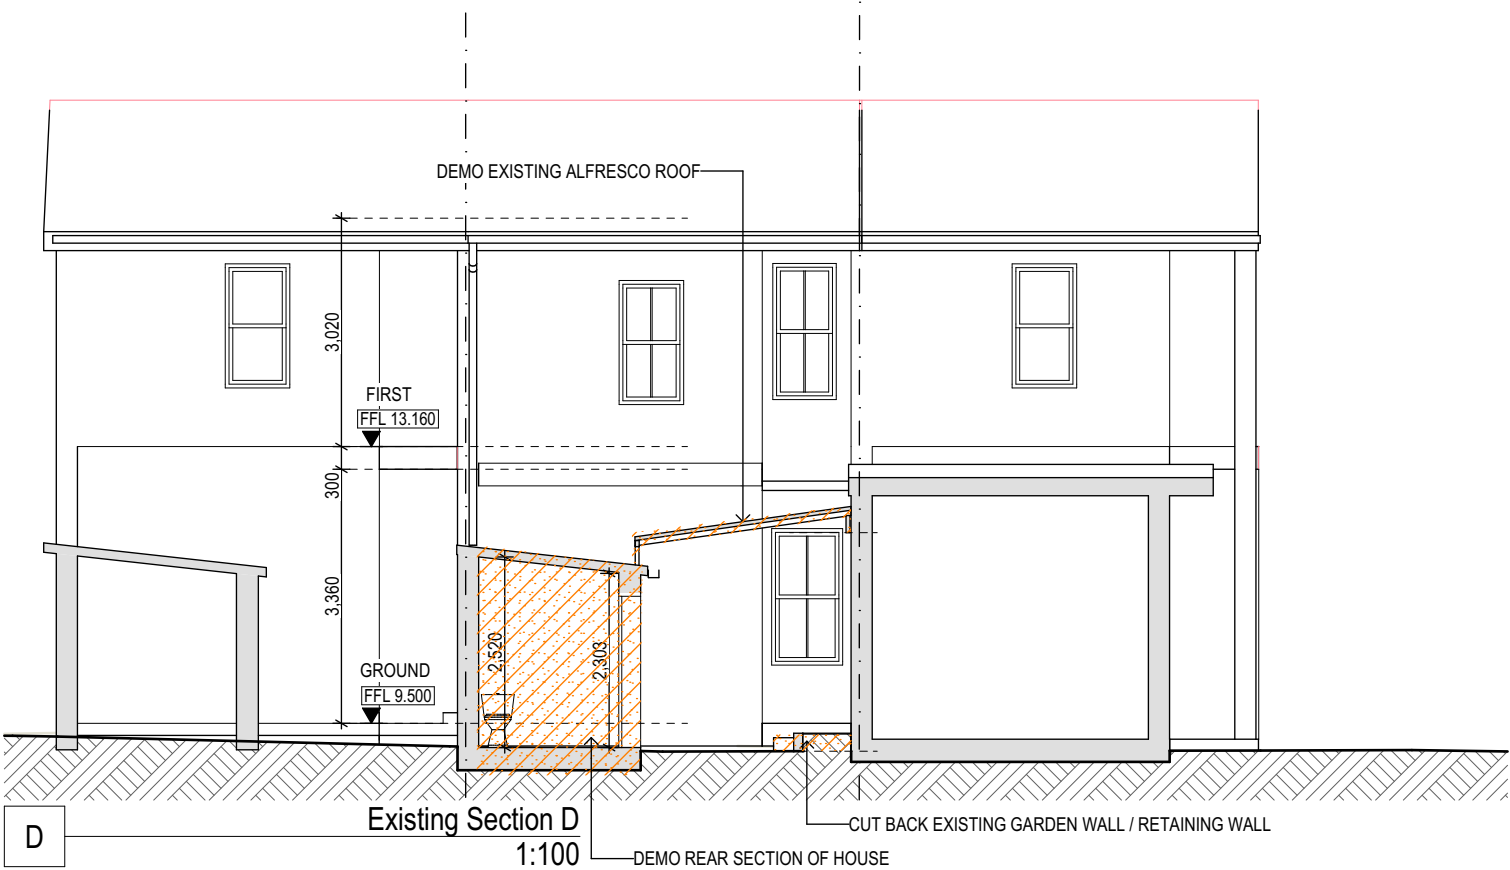 DEMO EXISTING ALFRESCO ROOF
3,020
FIRST
FFL 13.160
300
3,360
GROUND
FFL 9.500
2,520
2,303
D
Existing Section D
1:100
CUT BACK EXISTING GARDEN WALL / RETAINING WALL
DEMO REAR SECTION OF HOUSE